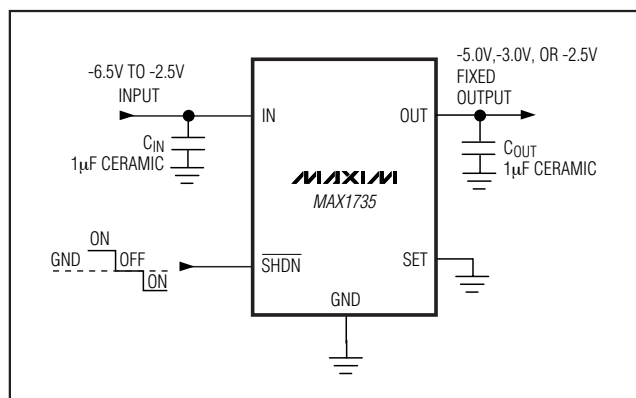 -6.5V TO -2.5V
INPUT
-5.0V,-3.0V, OR -2.5V
FIXED
OUTPUT
IN
OUT
CIN
1µF CERAMIC
COUT
1µF CERAMIC
MAXIM
MAX1735
ON
GND
OFF
ON
SHDN
SET
GND